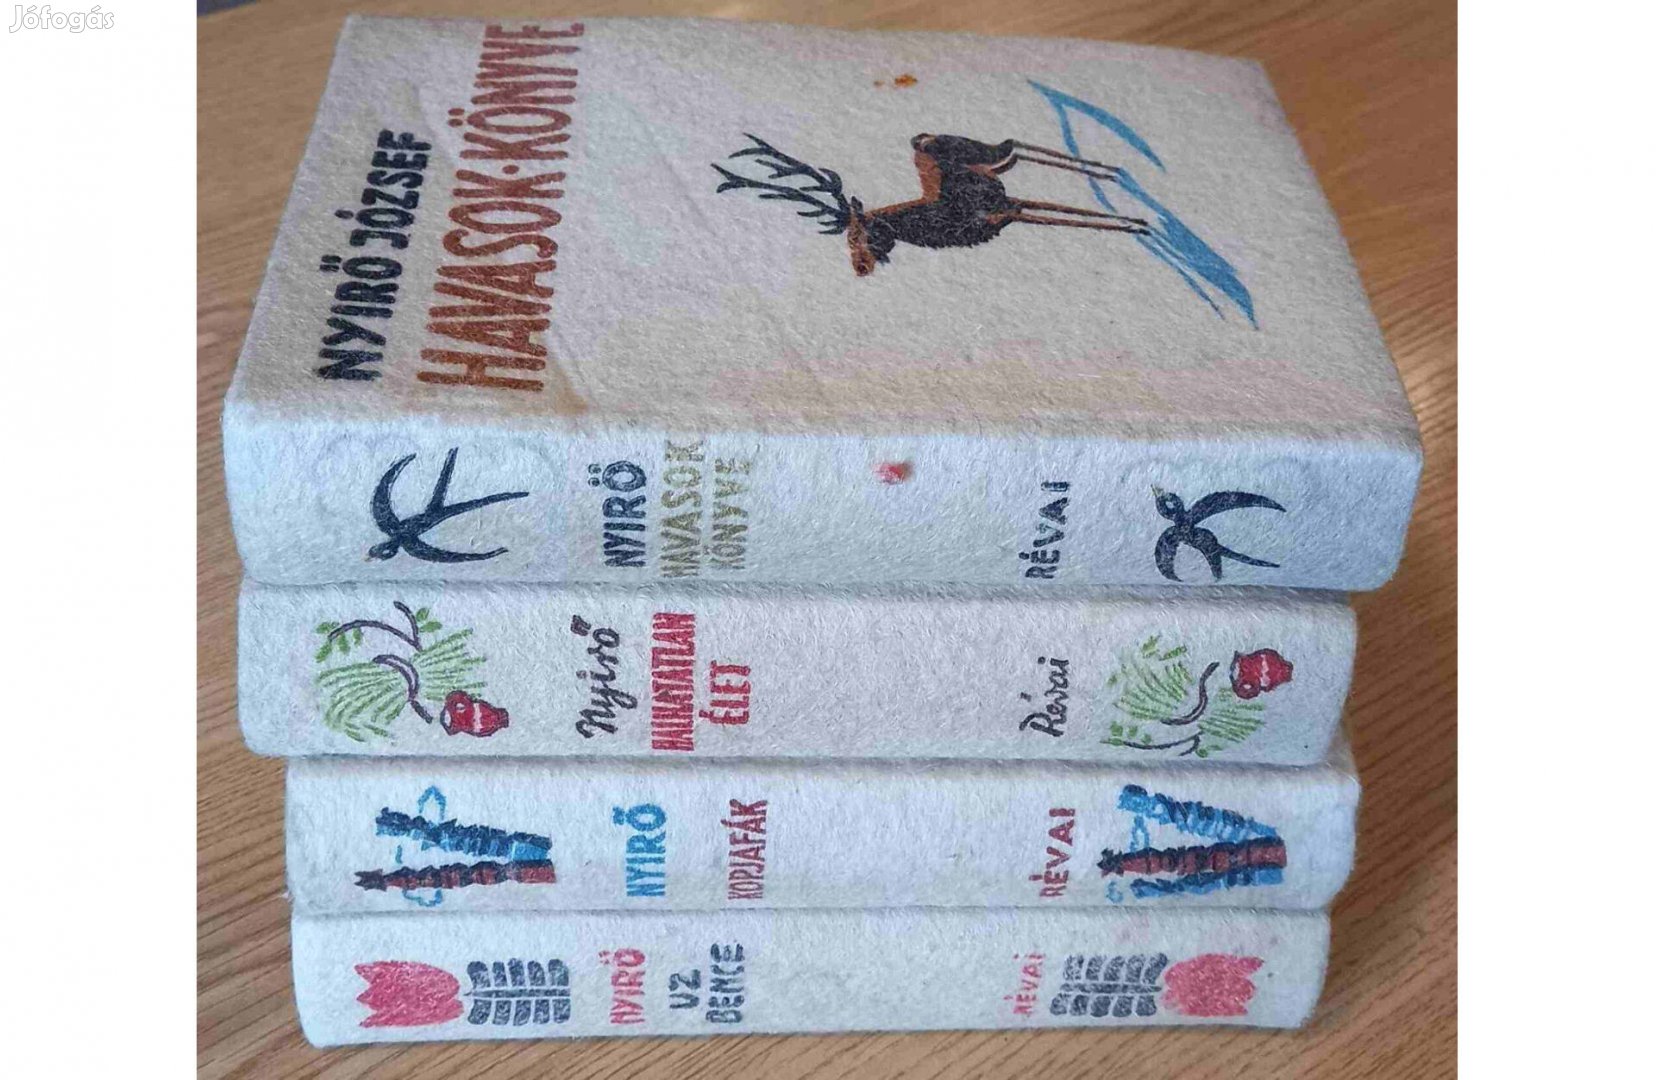 Jófogás
NYIRŐ JÓZSEF
HAVASOK·KÖNYVE
NYIRŐ
HAVASOK
KÖNYVE
RÉVAI
Nyirő
HALHATATLAN
ÉLET
Révai
NYIRŐ
KOPJAFÁK
RÉVAI
NYIRŐ
UZ
BENCE
RÉVAI